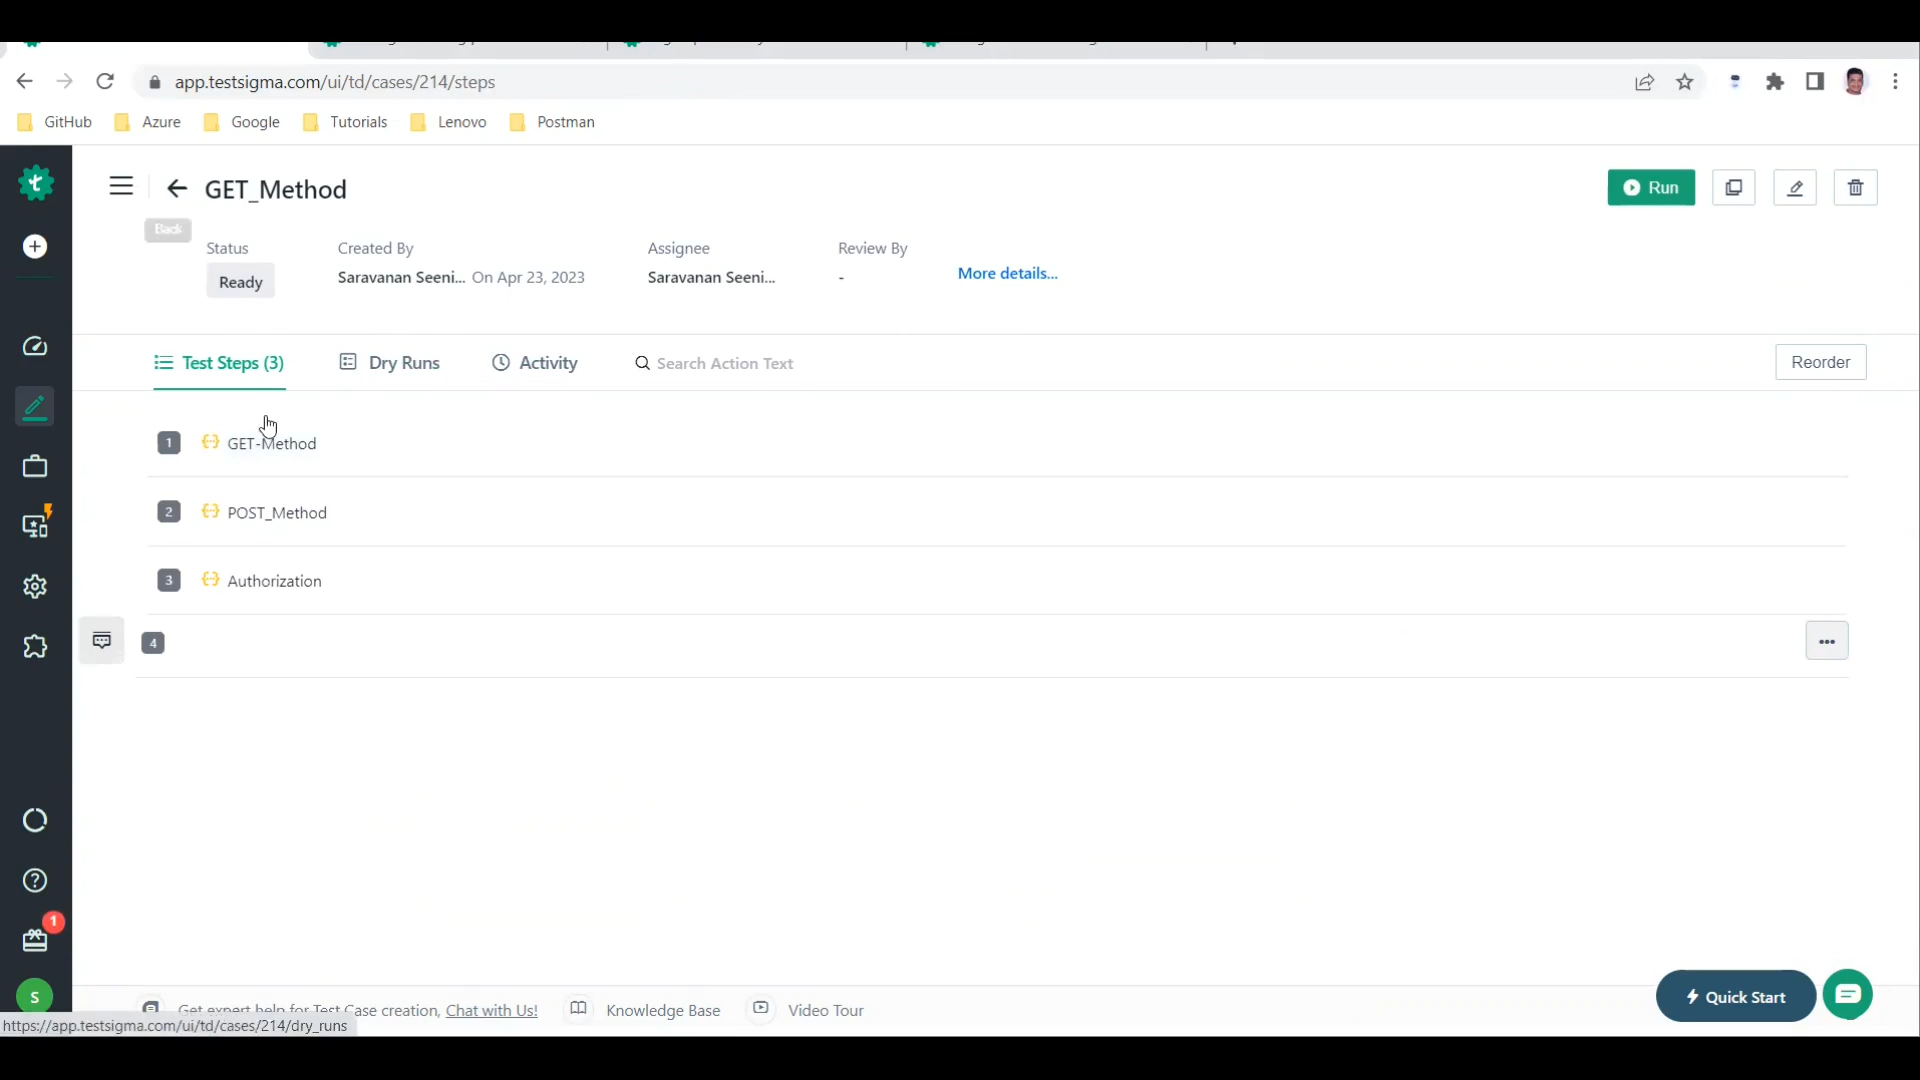 app.testsigma.com/ui/td/cases/214/steps
GitHub Azure Google Tutorials Lenovo Postman
GET_Method
Run
Back
Status Created By Assignee Review By
Ready Saravanan Seeni... On Apr 23, 2023 Saravanan Seeni... - More details...
Test Steps (3) Dry Runs Activity Search Action Text Reorder
1 GET-Method
2 POST_Method
3 Authorization
4
1
S
Get expert help for Test Case creation, Chat with Us! Knowledge Base Video Tour
Quick Start
https://app.testsigma.com/ui/td/cases/214/dry_runs